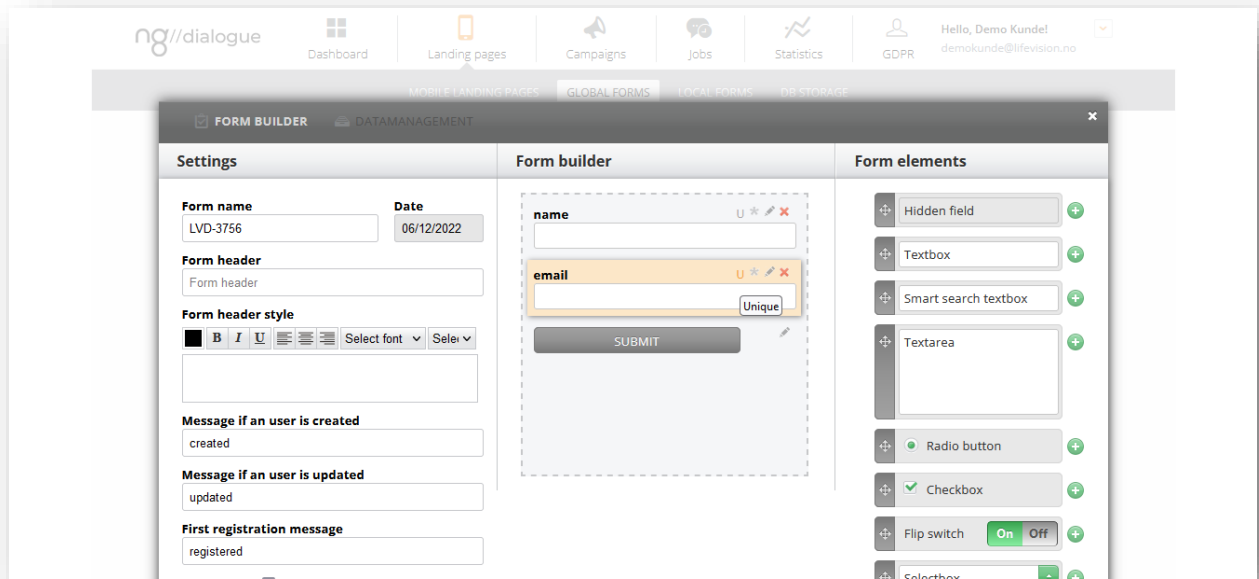 ng//dialogue
Dashboard
Landing pages
Campaigns
Jobs
Statistics
GDPR
Hello, Demo Kunde!
demokunde@lifevision.no
MOBILE LANDING PAGES
GLOBAL FORMS
LOCAL FORMS
DB STORAGE
FORM BUILDER
DATAMANAGEMENT
Settings
Form name
Date
LVD-3756
06/12/2022
Form header
Form header
Form header style
B I U
Select font
Selec
Message if an user is created
created
Message if an user is updated
updated
First registration message
registered
Form builder
name
U
email
U
Unique
SUBMIT
Form elements
Hidden field
Textbox
Smart search textbox
Textarea
Radio button
Checkbox
Flip switch
On Off
Selectbox